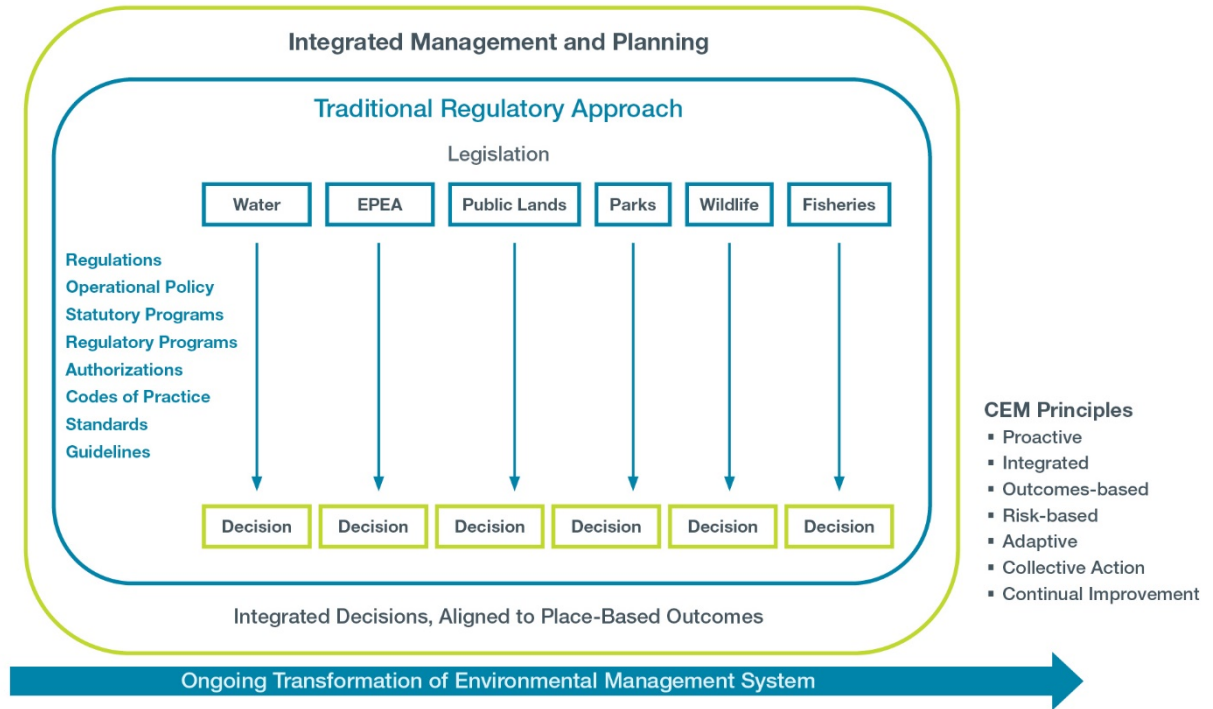 Integrated Management and Planning
Traditional Regulatory Approach
Legislation
Water
EPEA
Public Lands
Parks
Wildlife
Fisheries
Regulations
Operational Policy
Statutory Programs
Regulatory Programs
Authorizations
Codes of Practice
Standards
Guidelines
Decision
Decision
Decision
Decision
Decision
Decision
Integrated Decisions, Aligned to Place-Based Outcomes
CEM Principles
▪ Proactive
▪ Integrated
▪ Outcomes-based
▪ Risk-based
▪ Adaptive
▪ Collective Action
▪ Continual Improvement
Ongoing Transformation of Environmental Management System